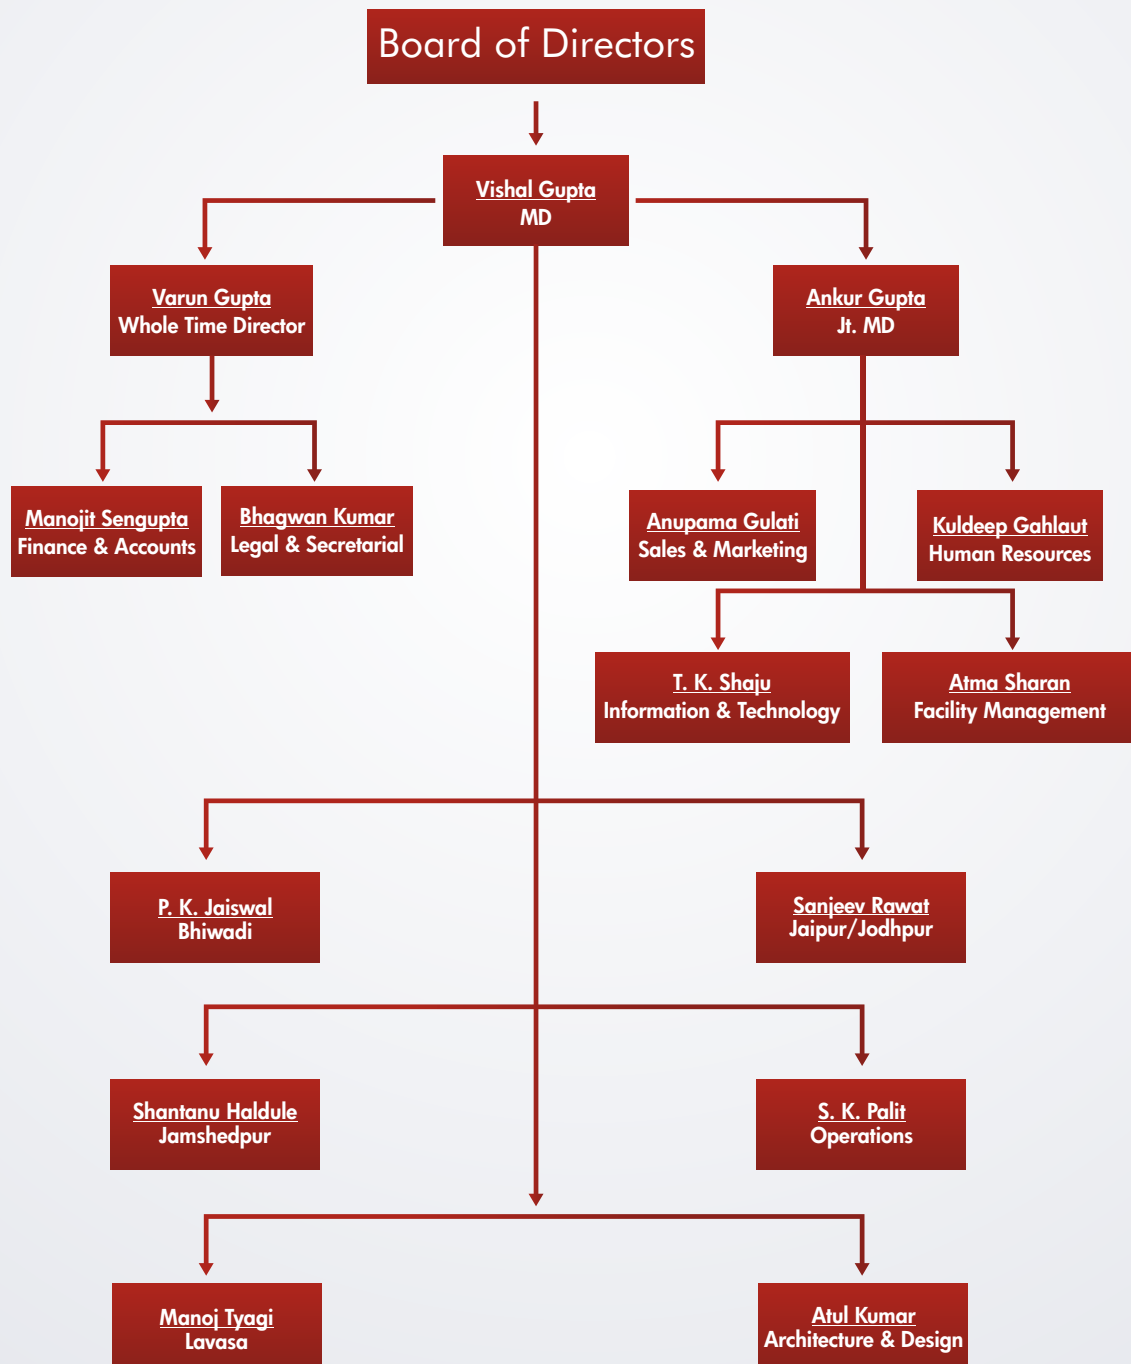 Board of Directors
Vishal Gupta
MD
Varun Gupta
Whole Time Director
Ankur Gupta
Jt. MD
Manojit Sengupta
Finance & Accounts
Bhagwan Kumar
Legal & Secretarial
Anupama Gulati
Sales & Marketing
Kuldeep Gahlaut
Human Resources
T. K. Shaju
Information & Technology
Atma Sharan
Facility Management
P. K. Jaiswal
Bhiwadi
Sanjeev Rawat
Jaipur/Jodhpur
Shantanu Haldule
Jamshedpur
S. K. Palit
Operations
Manoj Tyagi
Lavasa
Atul Kumar
Architecture & Design